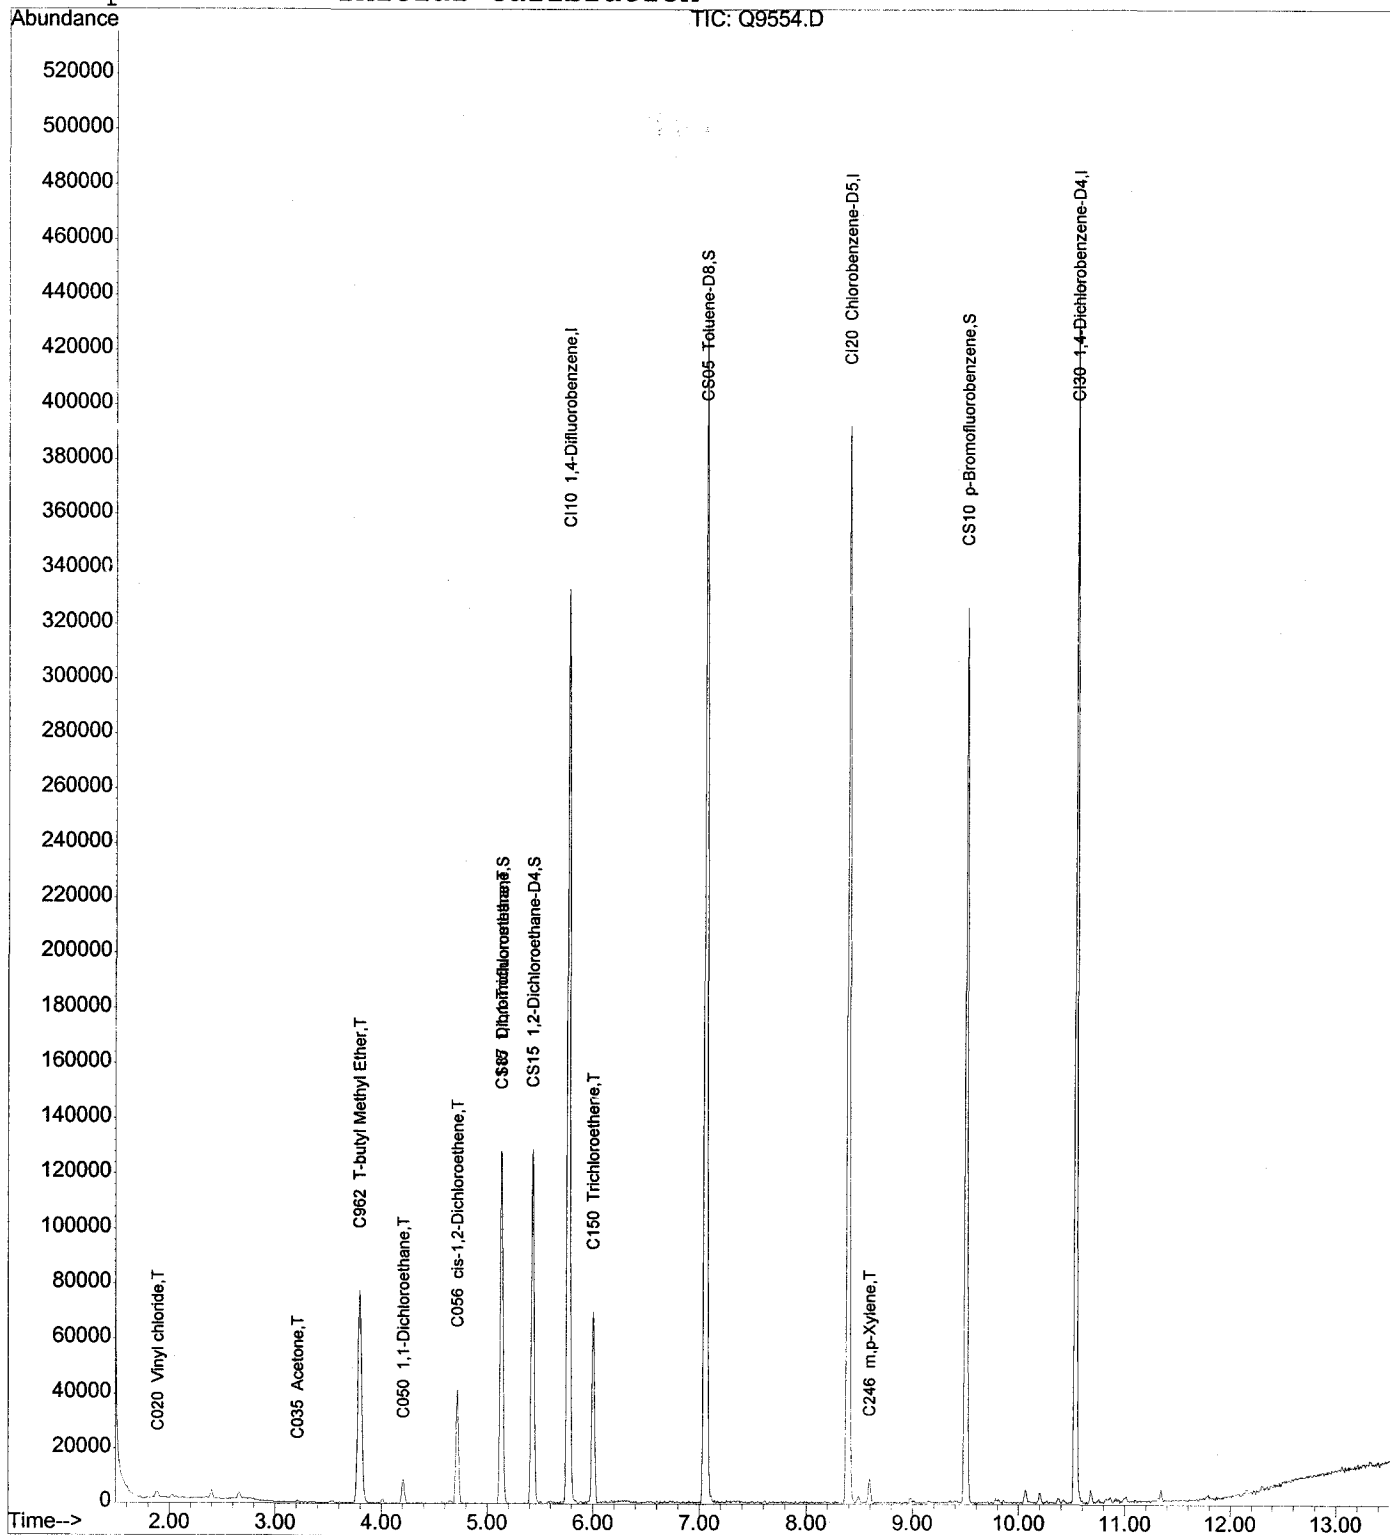 Abundance
TIC: Q9554.D
520000
500000
480000
460000
440000
420000
400000
380000
360000
340000
320000
300000
280000
260000
240000
220000
200000
180000
160000
140000
120000
100000
80000
60000
40000
20000
0
C020 Vinyl chloride,T
C035 Acetone,T
C962 T-butyl Methyl Ether,T
C050 1,1-Dichloroethane,T
C056 cis-1,2-Dichloroethene,T
CS15 1,2-Dichloroethane-D4,S
CI10 1,4-Difluorobenzene,I
C150 Trichloroethene,T
CS05 Toluene-D8,S
CI20 Chlorobenzene-D5,I
C246 m,p-Xylene,T
CS10 p-Bromofluorobenzene,S
CI30 1,4-Dichlorobenzene-D4,I
Time--> 2.00 3.00 4.00 5.00 6.00 7.00 8.00 9.00 10.00 11.00 12.00 13.00